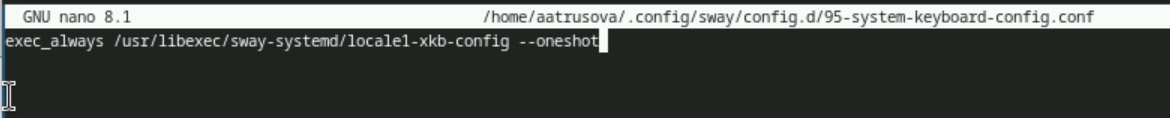 GNU nano 8.1 /home/aatrusova/.config/sway/config.d/95-system-keyboard-config.conf
exec_always /usr/libexec/sway-systemd/locale1-xkb-config --oneshot